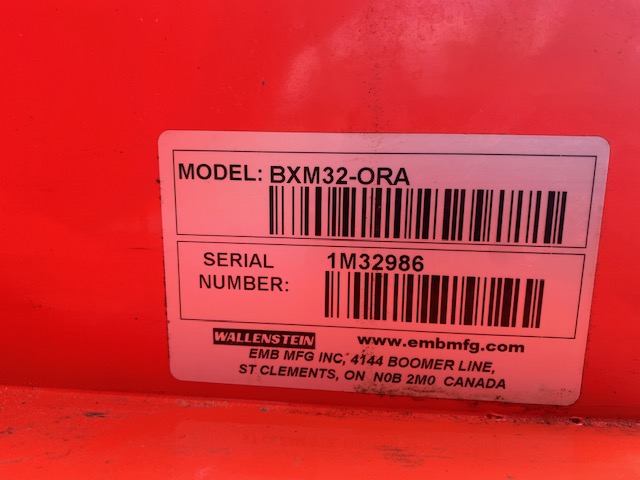 MODEL: BXM32-ORA
SERIAL NUMBER: 1M32986
WALLENSTEIN www.embmfg.com
EMB MFG INC, 4144 BOOMER LINE,
ST CLEMENTS, ON N0B 2M0 CANADA